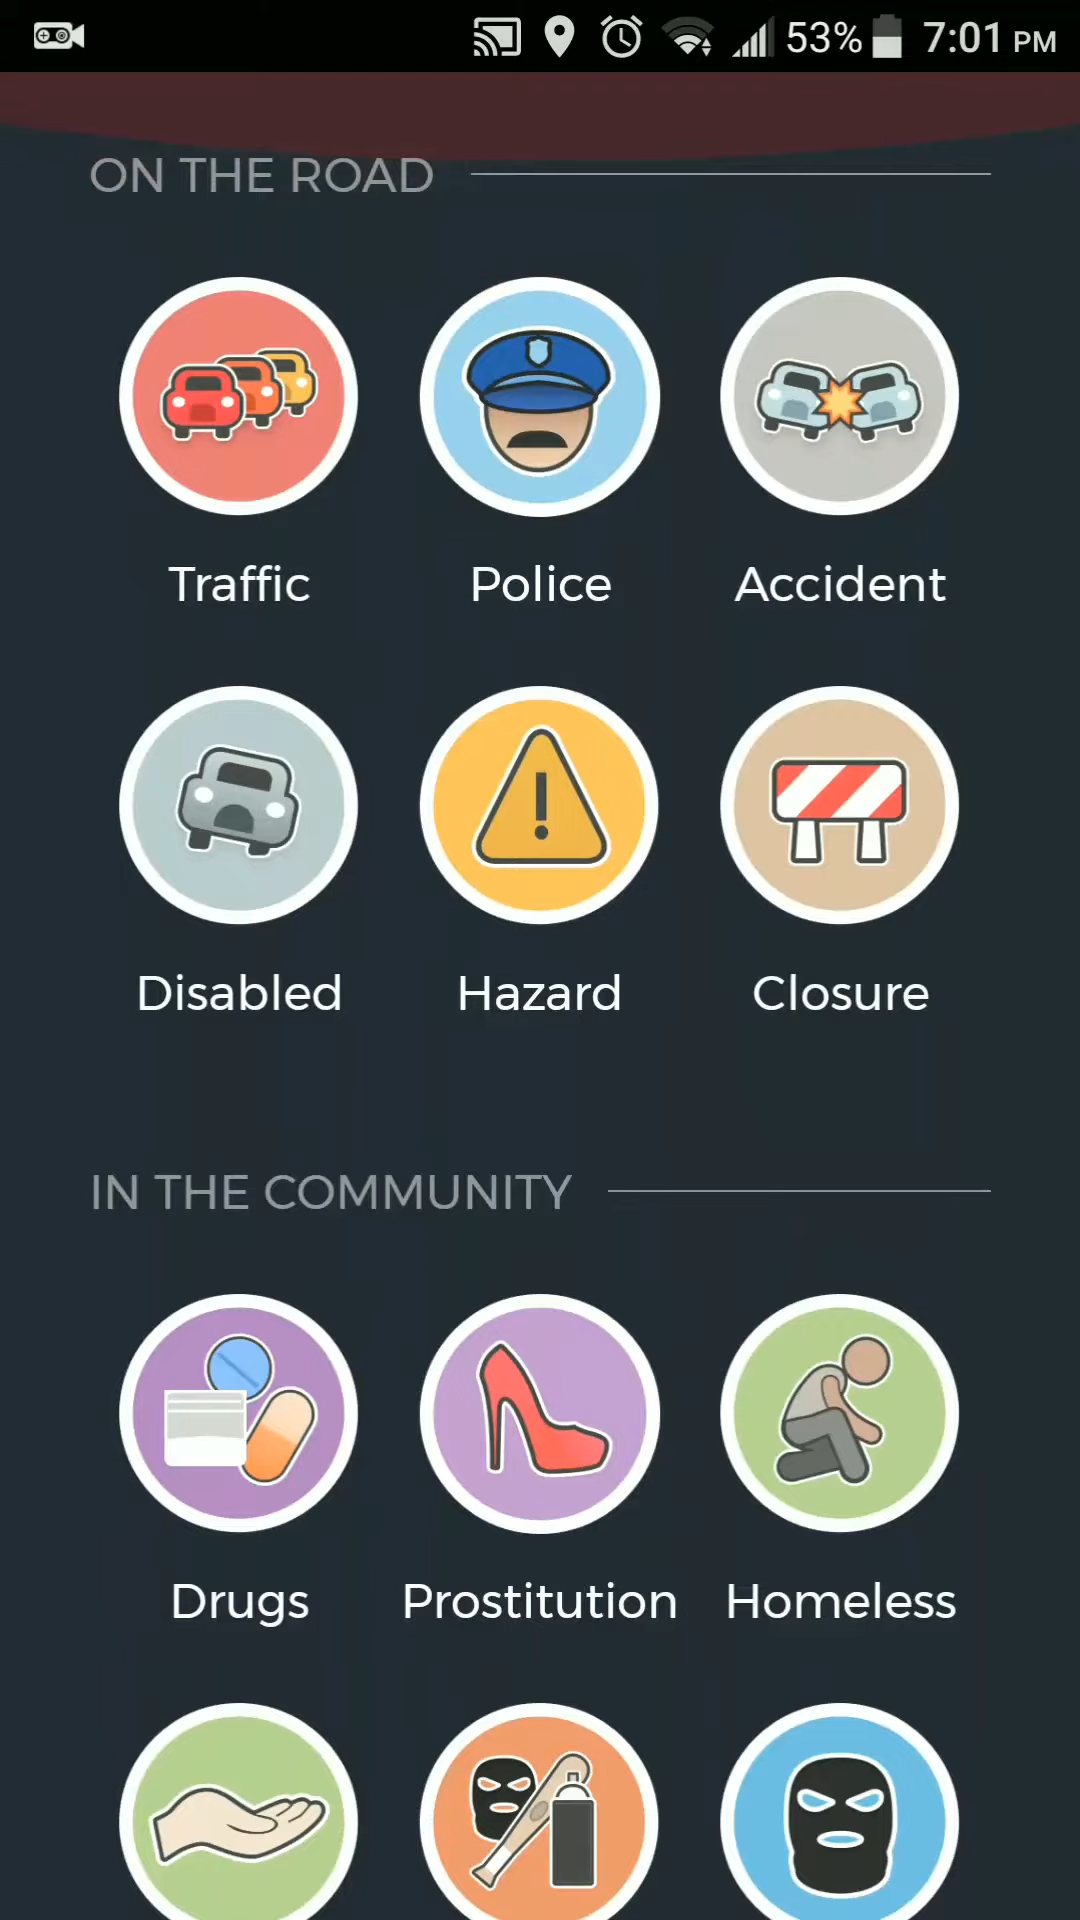 53% 7:01 PM
ON THE ROAD
Traffic Police Accident
Disabled Hazard Closure
IN THE COMMUNITY
Drugs Prostitution Homeless